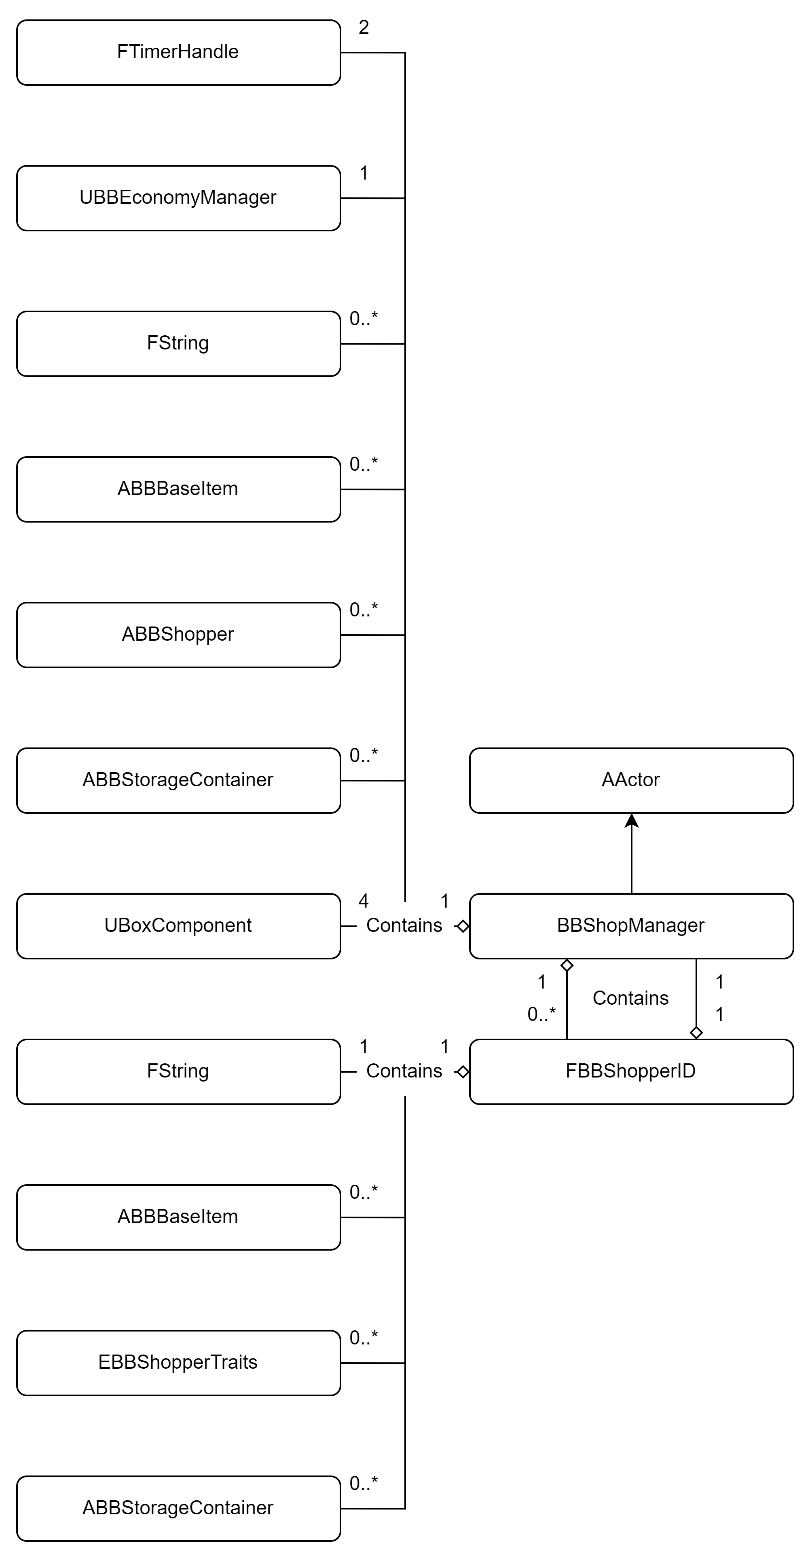 2
FTimerHandle
1
UBBEconomyManager
0..*
FString
0..*
ABBBaseItem
0..*
ABBShopper
0..*
ABBStorageContainer
AActor
4
1
UBoxComponent
Contains
BBShopManager
1
1
Contains
0..*
1
1
1
FString
Contains
FBBShopperID
0..*
ABBBaseItem
0..*
EBBShopperTraits
0..*
ABBStorageContainer